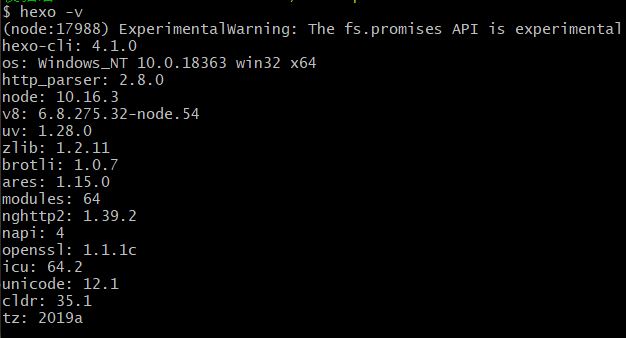 $ hexo -v
(node:17988) ExperimentalWarning: The fs.promises API is experimental
hexo-cli: 4.1.0
os: Windows_NT 10.0.18363 win32 x64
http_parser: 2.8.0
node: 10.16.3
v8: 6.8.275.32-node.54
uv: 1.28.0
zlib: 1.2.11
brotli: 1.0.7
ares: 1.15.0
modules: 64
nghttp2: 1.39.2
napi: 4
openssl: 1.1.1c
icu: 64.2
unicode: 12.1
cldr: 35.1
tz: 2019a